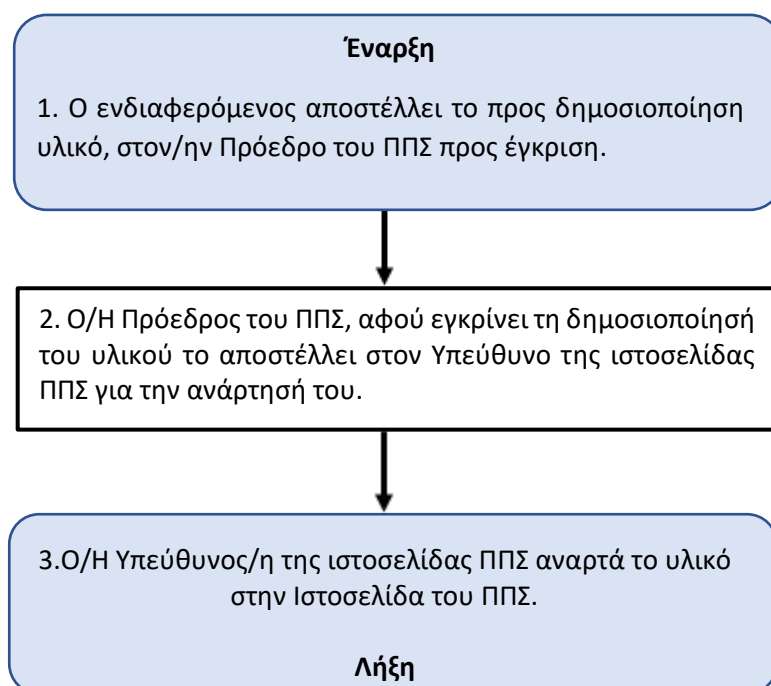 Έναρξη
1. Ο ενδιαφερόμενος αποστέλλει το προς δημοσιοποίηση
υλικό, στον/ην Πρόεδρο του ΠΠΣ προς έγκριση.
2. Ο/Η Πρόεδρος του ΠΠΣ, αφού εγκρίνει τη δημοσιοποίησή
του υλικού το αποστέλλει στον Υπεύθυνο της ιστοσελίδας
ΠΠΣ για την ανάρτησή του.
3.Ο/Η Υπεύθυνος/η της ιστοσελίδας ΠΠΣ αναρτά το υλικό
στην Ιστοσελίδα του ΠΠΣ.
Λήξη